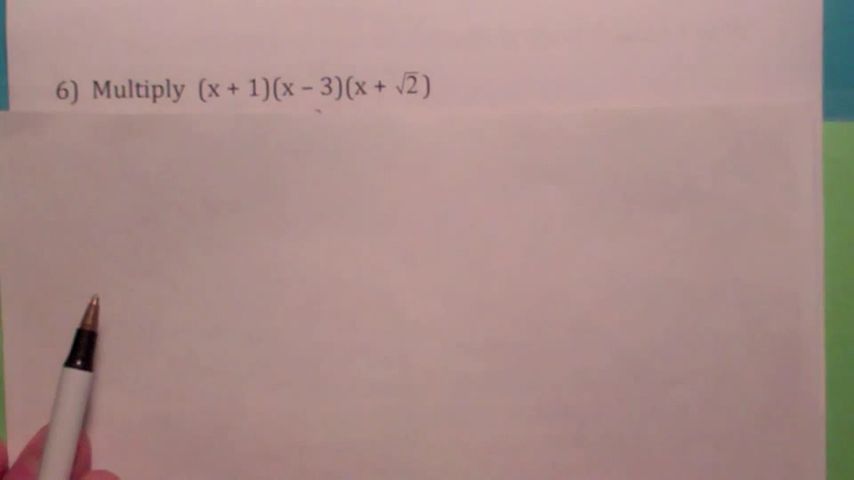 6) Multiply (x + 1)(x – 3)(x + √2)